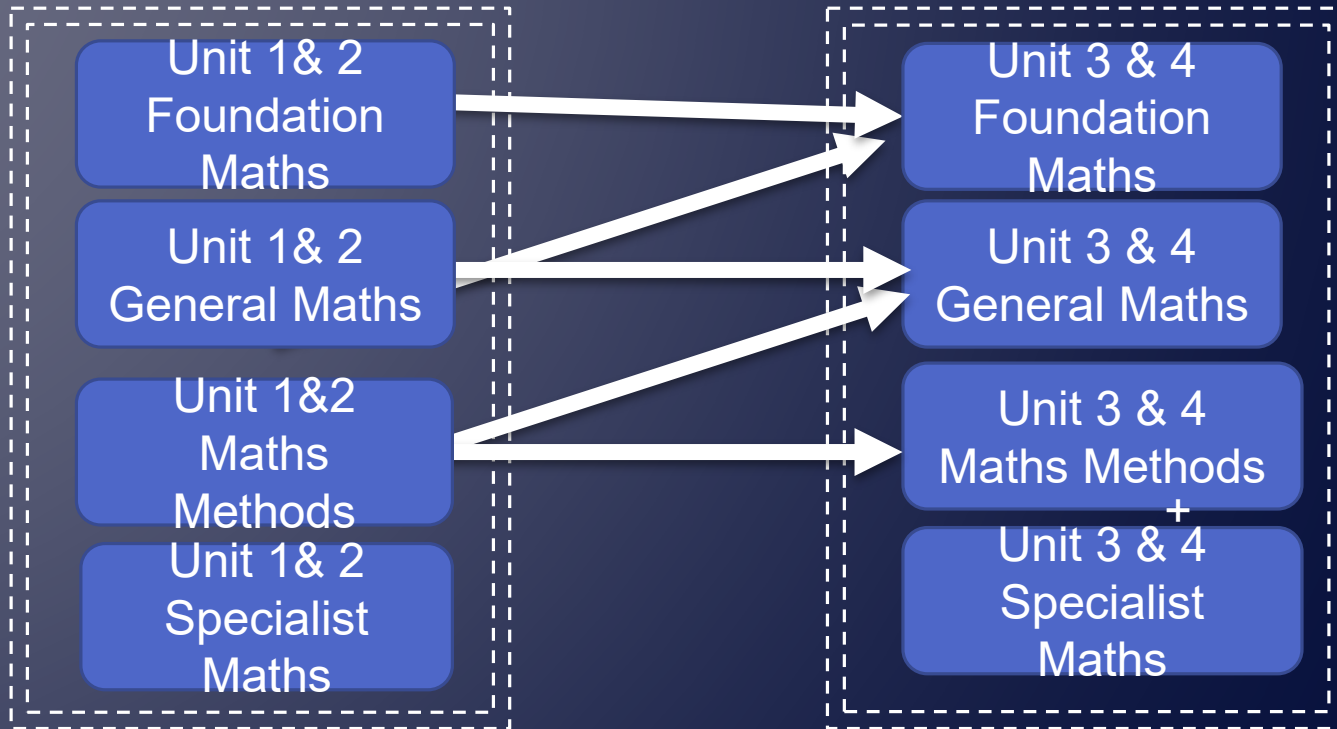 Unit 1& 2
Foundation
Maths
Unit 1& 2
General Maths
Unit 1&2
Maths
Methods
Unit 1& 2
Specialist
Maths
Unit 3 & 4
Foundation
Maths
Unit 3 & 4
General Maths
Unit 3 & 4
Maths Methods
+
Unit 3 & 4
Specialist
Maths